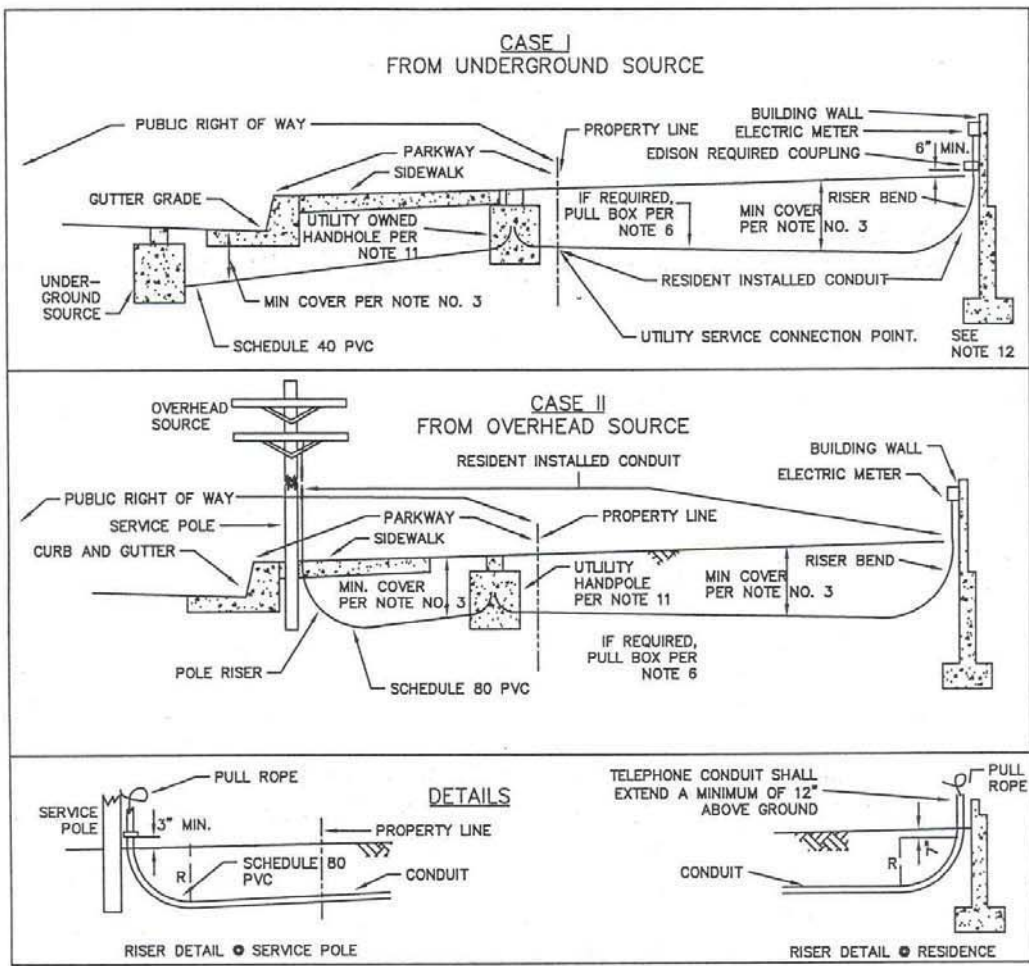 CASE I
FROM UNDERGROUND SOURCE
PUBLIC RIGHT OF WAY
PROPERTY LINE
BUILDING WALL
ELECTRIC METER
EDISON REQUIRED COUPLING
6" MIN.
PARKWAY
SIDEWALK
GUTTER GRADE
UTILITY OWNED
HANDHOLE PER
NOTE 11
IF REQUIRED,
PULL BOX PER
NOTE 6
MIN COVER
PER NOTE NO. 3
RISER BEND
UNDER-
GROUND
SOURCE
MIN COVER PER NOTE NO. 3
SCHEDULE 40 PVC
RESIDENT INSTALLED CONDUIT
UTILITY SERVICE CONNECTION POINT.
SEE
NOTE 12
CASE II
FROM OVERHEAD SOURCE
OVERHEAD
SOURCE
RESIDENT INSTALLED CONDUIT
BUILDING WALL
ELECTRIC METER
PUBLIC RIGHT OF WAY
SERVICE POLE
PARKWAY
PROPERTY LINE
SIDEWALK
CURB AND GUTTER
MIN. COVER
PER NOTE NO. 3
UTLILITY
HANDPOLE
PER NOTE 11
MIN COVER
PER NOTE NO. 3
RISER BEND
IF REQUIRED,
PULL BOX PER
NOTE 6
POLE RISER
SCHEDULE 80 PVC
DETAILS
PULL ROPE
SERVICE
POLE
3" MIN.
PROPERTY LINE
SCHEDULE 80
PVC
R
CONDUIT
RISER DETAIL @ SERVICE POLE
TELEPHONE CONDUIT SHALL
EXTEND A MINIMUM OF 12"
ABOVE GROUND
PULL
ROPE
CONDUIT
R
7"
RISER DETAIL @ RESIDENCE